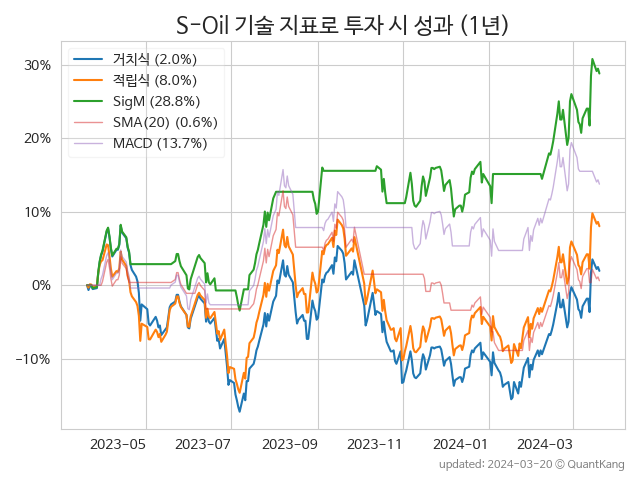 S-Oil 기술 지표로 투자 시 성과 (1년)
거치식 (2.0%)
적립식 (8.0%)
SigM (28.8%)
SMA(20) (0.6%)
MACD (13.7%)
30%
20%
10%
0%
−10%
2023-05 2023-07 2023-09 2023-11 2024-01 2024-03
updated: 2024-03-20 © QuantKang